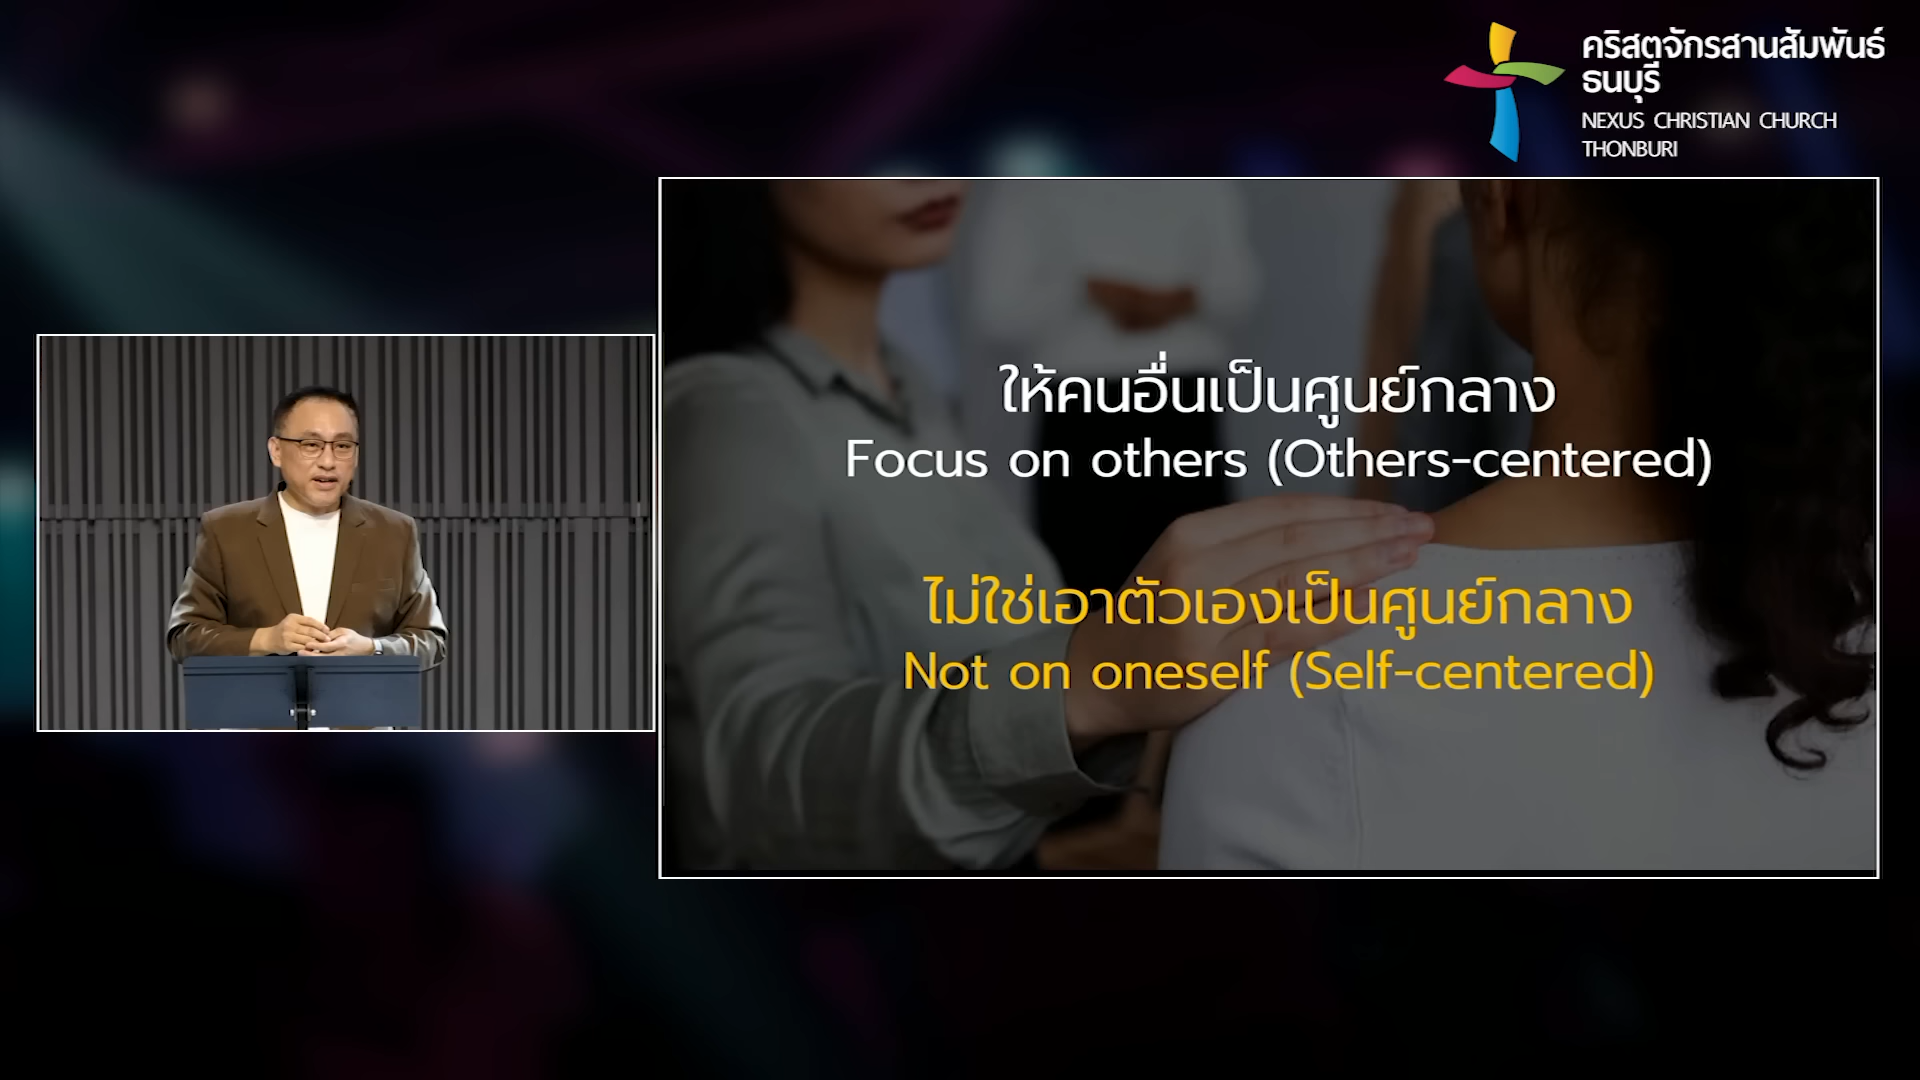 คริสตจักรสานสัมพันธ์
ธนบุรี
NEXUS CHRISTIAN CHURCH
THONBURI
ให้คนอื่นเป็นศูนย์กลาง
Focus on others (Others-centered)
ไม่ใช่เอาตัวเองเป็นศูนย์กลาง
Not on oneself (Self-centered)